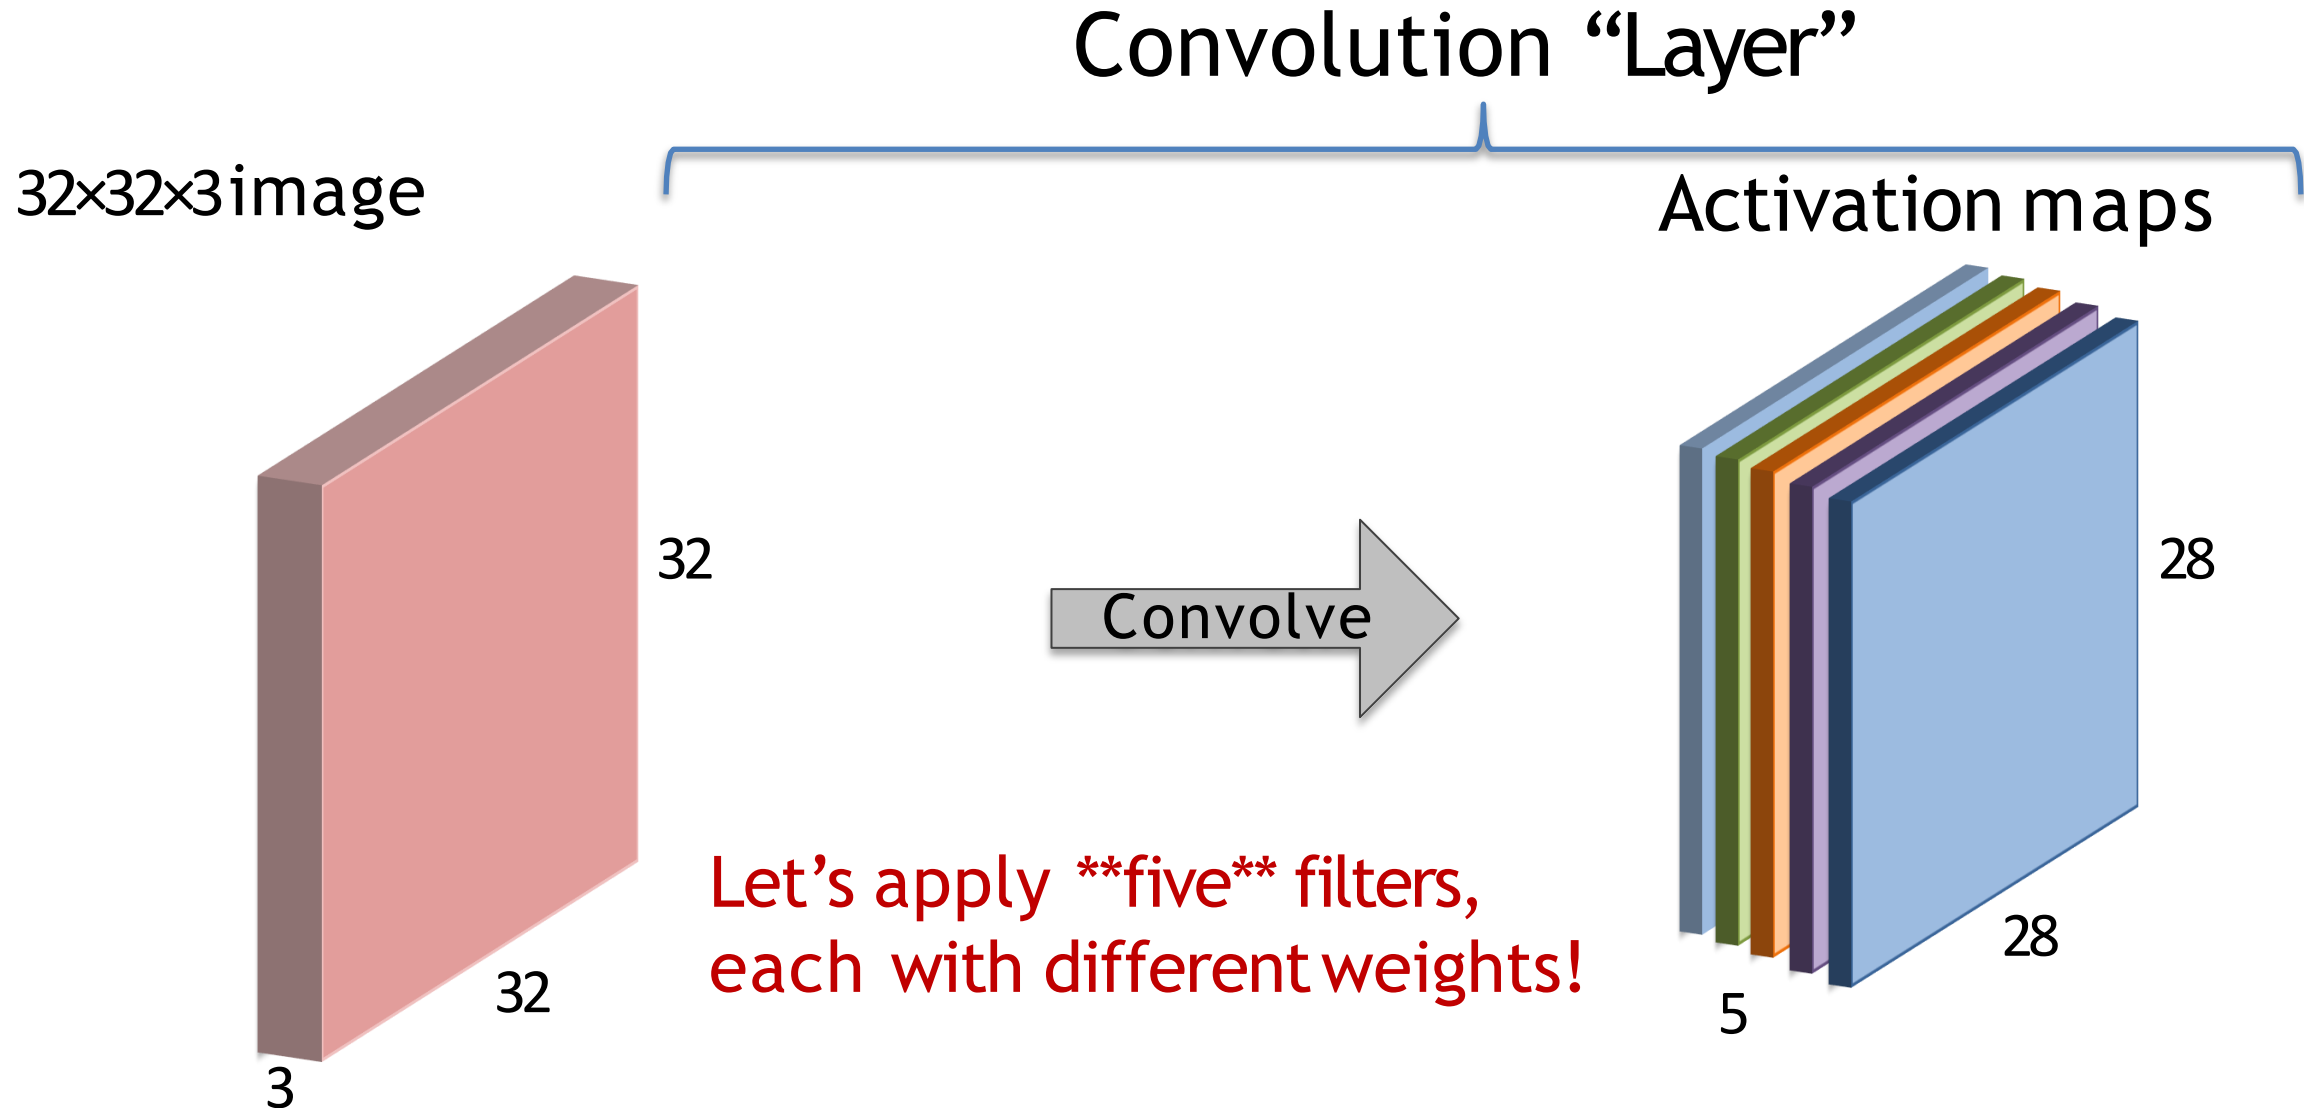 Convolution “Layer”
32×32×3 image
Activation maps
32
28
Convolve
Let’s apply **five** filters,
each with different weights!
32
28
5
3